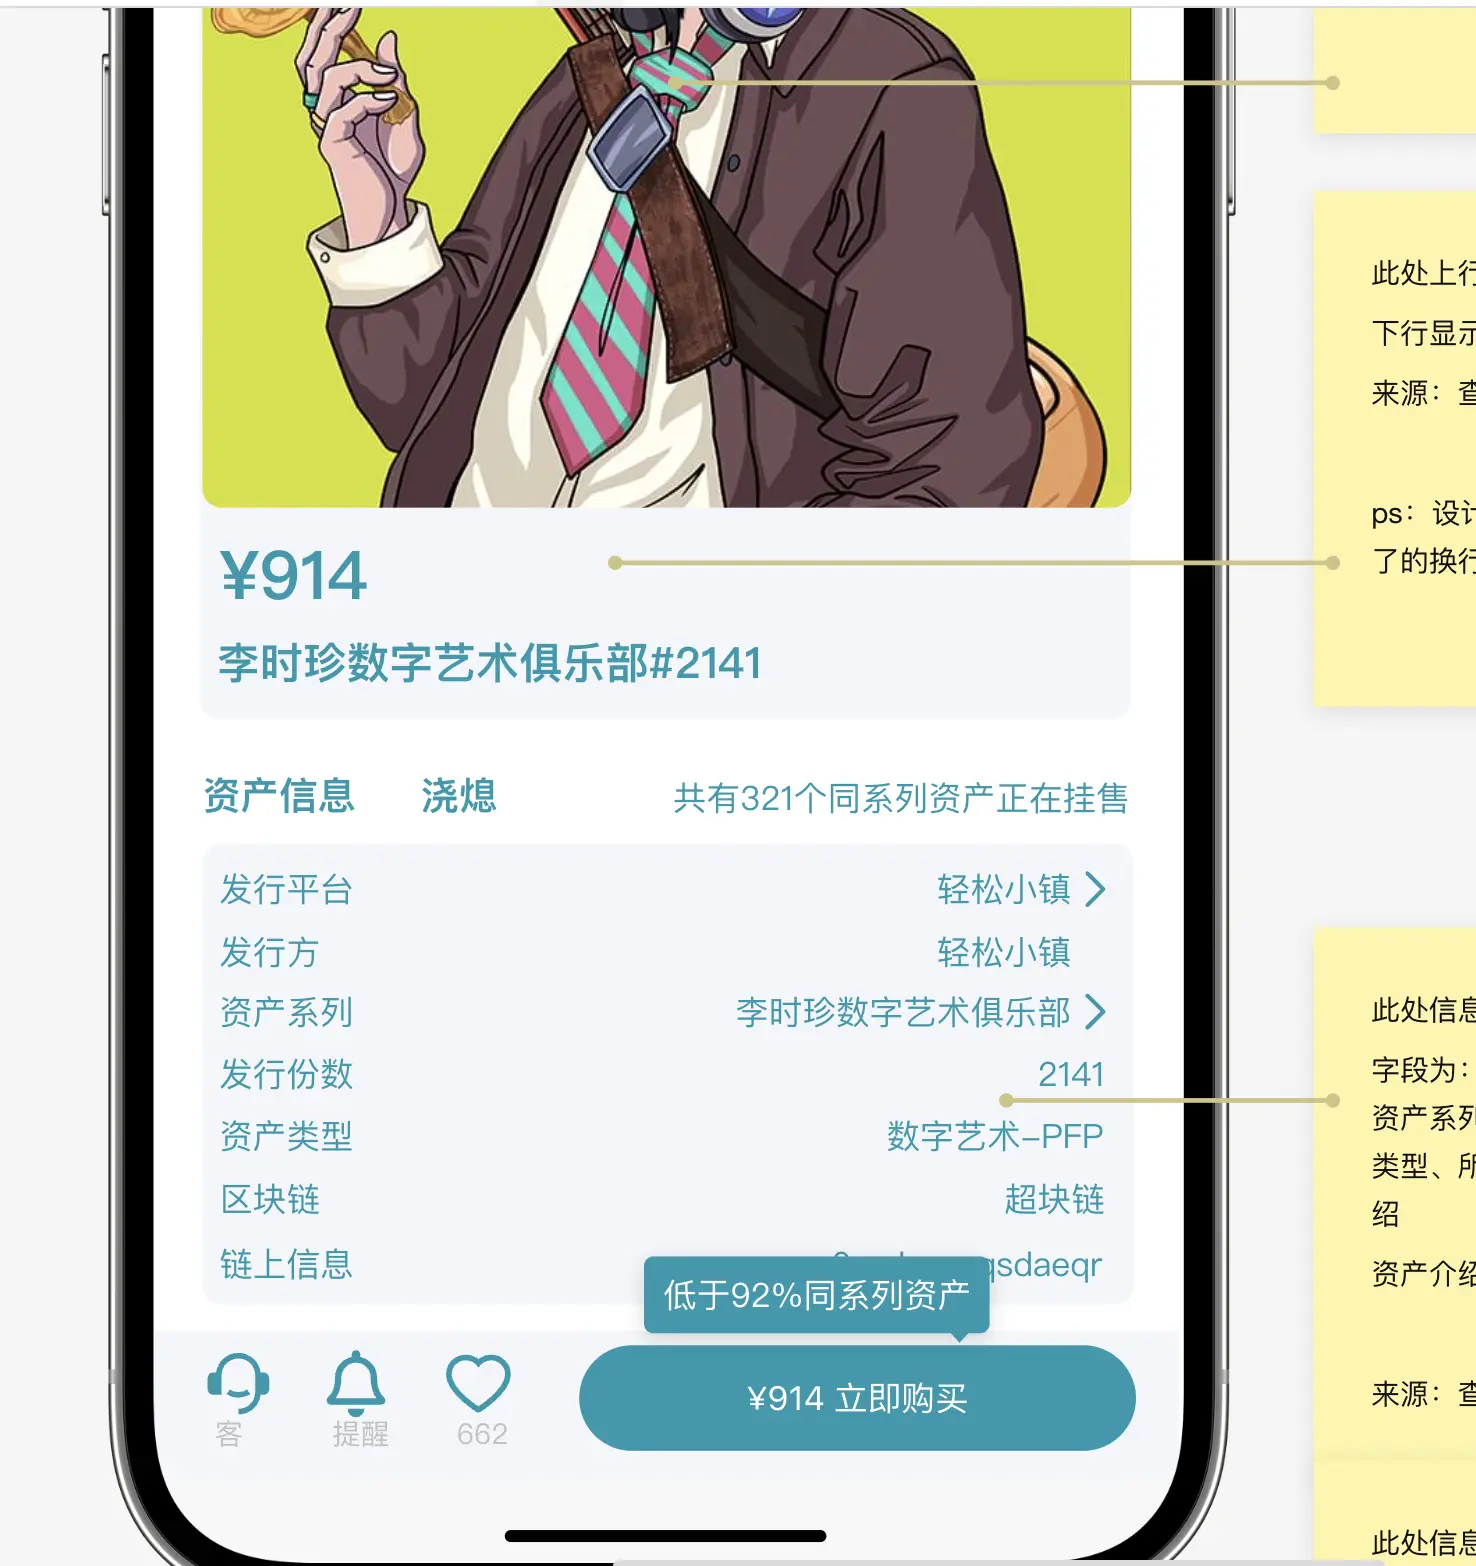 ¥914
李时珍数字艺术俱乐部#2141
资产信息 浇熄 共有321个同系列资产正在挂售
发行平台 轻松小镇
发行方 轻松小镇
资产系列 李时珍数字艺术俱乐部
发行份数 2141
资产类型 数字艺术-PFP
区块链 超块链
链上信息 qsdaeqr
低于92%同系列资产
客 提醒 662
¥914 立即购买
此处上行
下行显示
来源：查
ps：设计
了的换行
此处信息
字段为：
资产系列
类型、所
绍
资产介绍
来源：查
此处信息